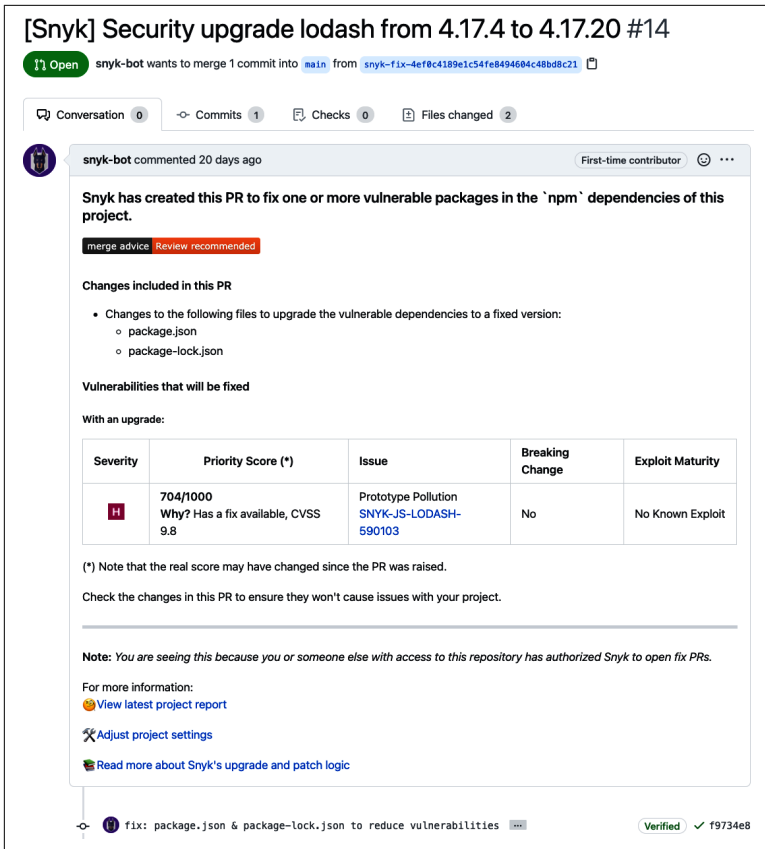 [Snyk] Security upgrade lodash from 4.17.4 to 4.17.20 #14
Open snyk-bot wants to merge 1 commit into main from snyk-fix-4ef0c4189e1c54fe8494604c48bd8c21
Conversation 0 Commits 1 Checks 0 Files changed 2
snyk-bot commented 20 days ago First-time contributor ...
Snyk has created this PR to fix one or more vulnerable packages in the `npm` dependencies of this
project.
merge advice Review recommended
Changes included in this PR
• Changes to the following files to upgrade the vulnerable dependencies to a fixed version:
◦ package.json
◦ package-lock.json
Vulnerabilities that will be fixed
With an upgrade:
Severity Priority Score (*) Issue Breaking
Change Exploit Maturity
H 704/1000
Why? Has a fix available, CVSS
9.8 Prototype Pollution
SNYK-JS-LODASH-
590103 No No Known Exploit
(*) Note that the real score may have changed since the PR was raised.
Check the changes in this PR to ensure they won't cause issues with your project.
Note: You are seeing this because you or someone else with access to this repository has authorized Snyk to open fix PRs.
For more information:
🧐View latest project report
🛠Adjust project settings
📚Read more about Snyk's upgrade and patch logic
fix: package.json & package-lock.json to reduce vulnerabilities ... Verified ✓ f9734e8